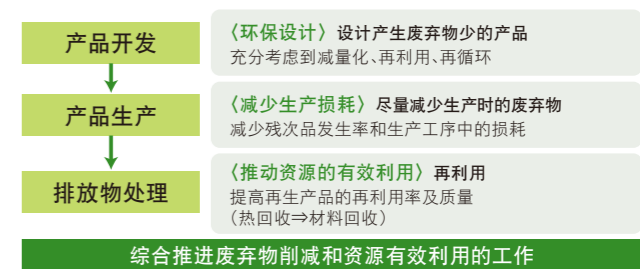 产品开发
〈环保设计〉设计产生废弃物少的产品
充分考虑到减量化、再利用、再循环
产品生产
〈减少生产损耗〉尽量减少生产时的废弃物
减少残次品发生率和生产工序中的损耗
排放物处理
〈推动资源的有效利用〉再利用
提高再生产品的再利用率及质量
（热回收⇒材料回收）
综合推进废弃物削减和资源有效利用的工作